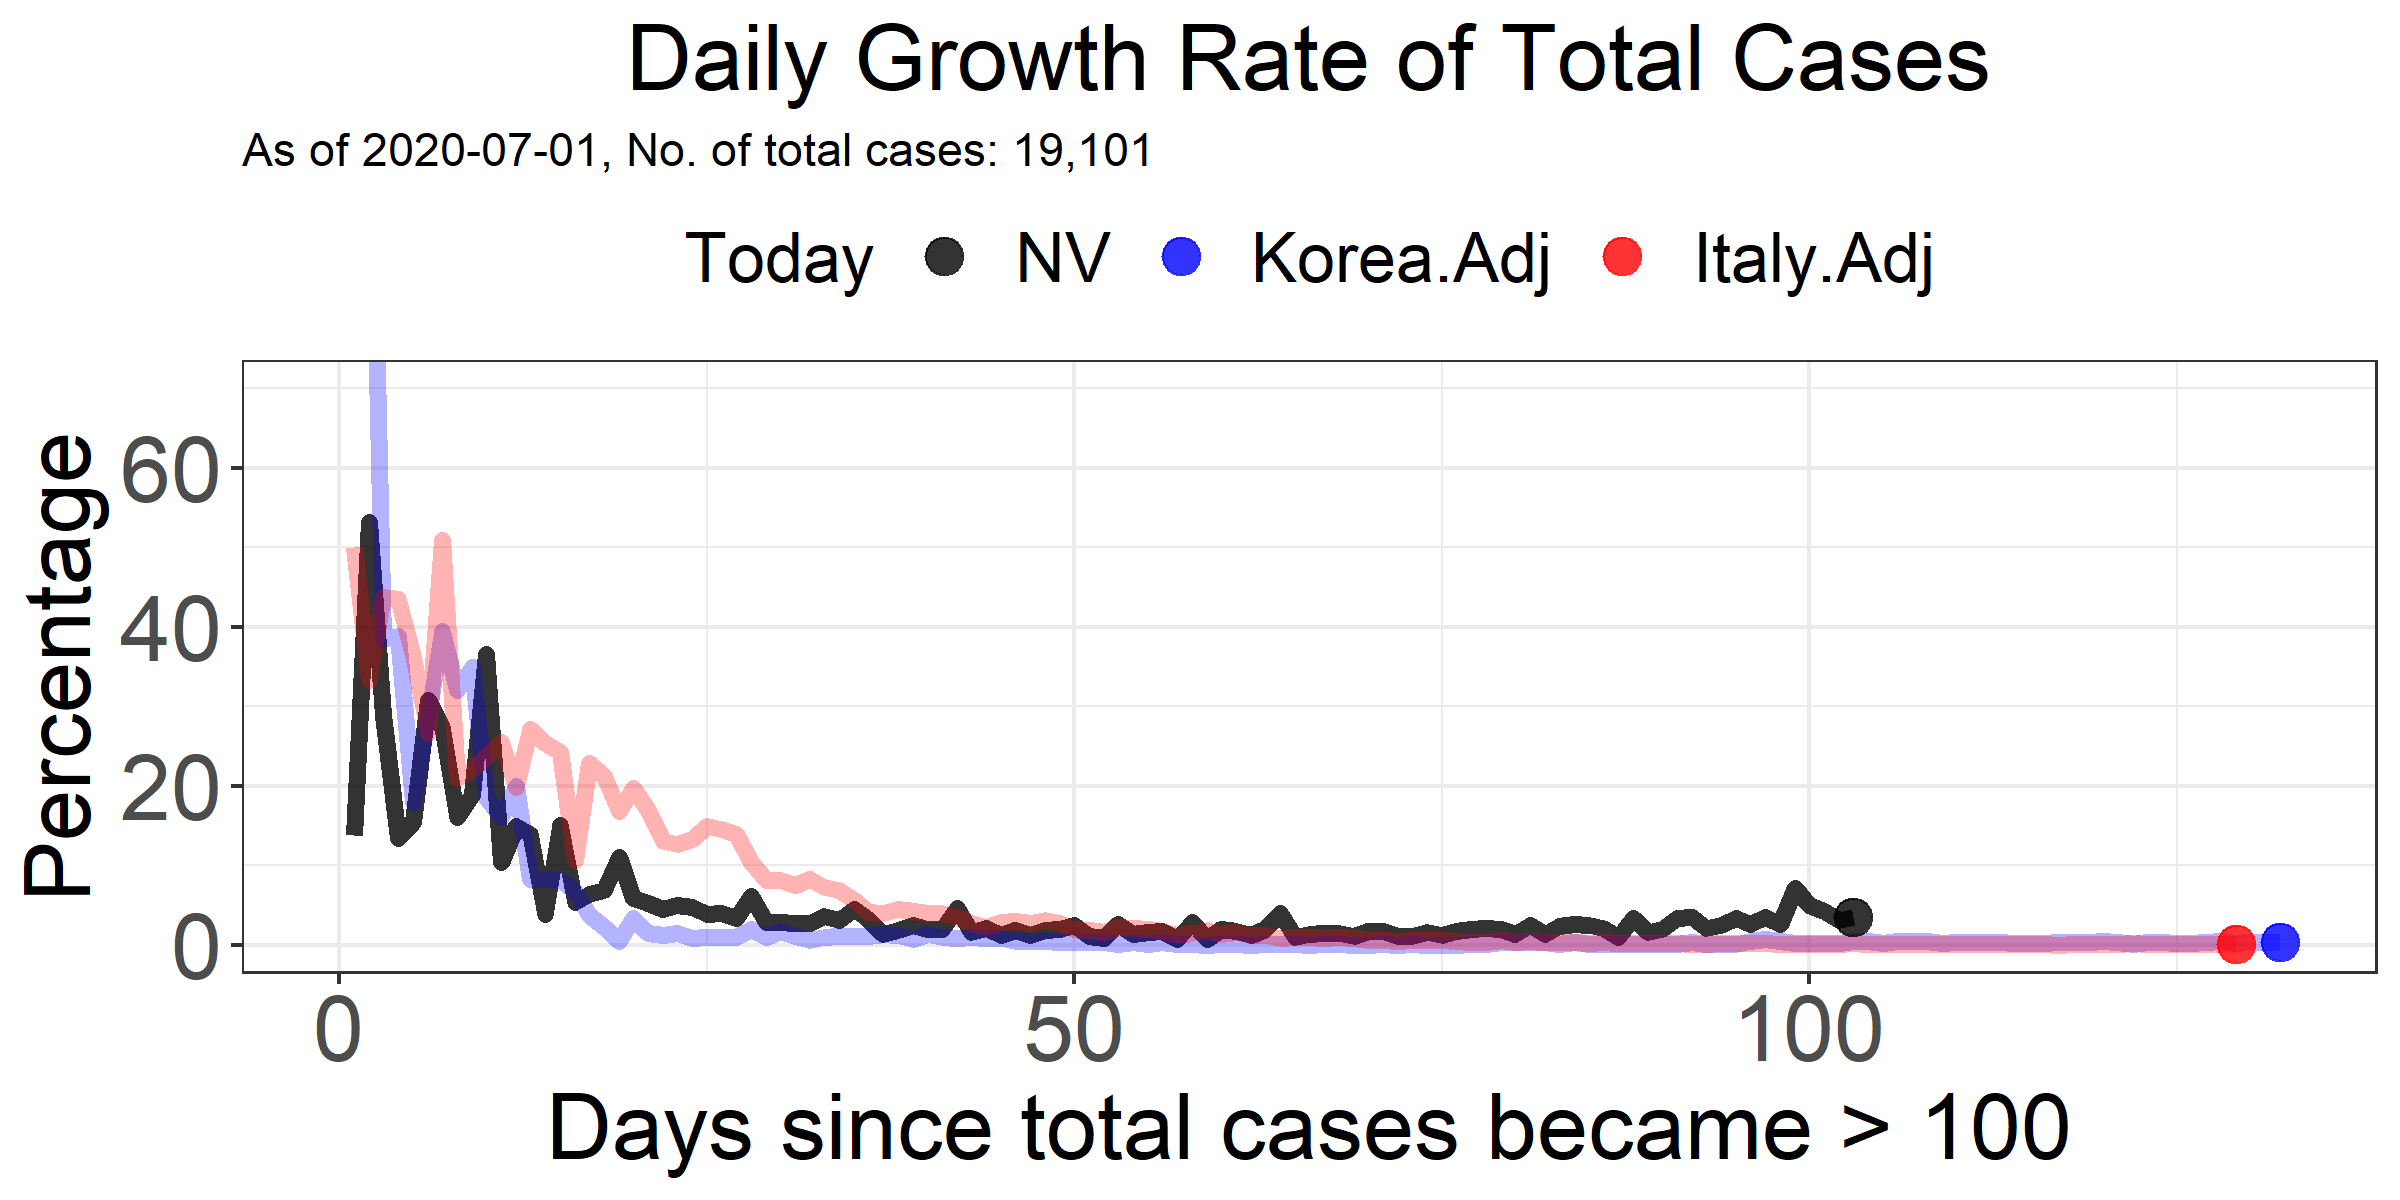 Daily Growth Rate of Total Cases
As of 2020-07-01, No. of total cases: 19,101
Today NV Korea.Adj Italy.Adj
Percentage
60
40
20
0
0 50 100
Days since total cases became > 100